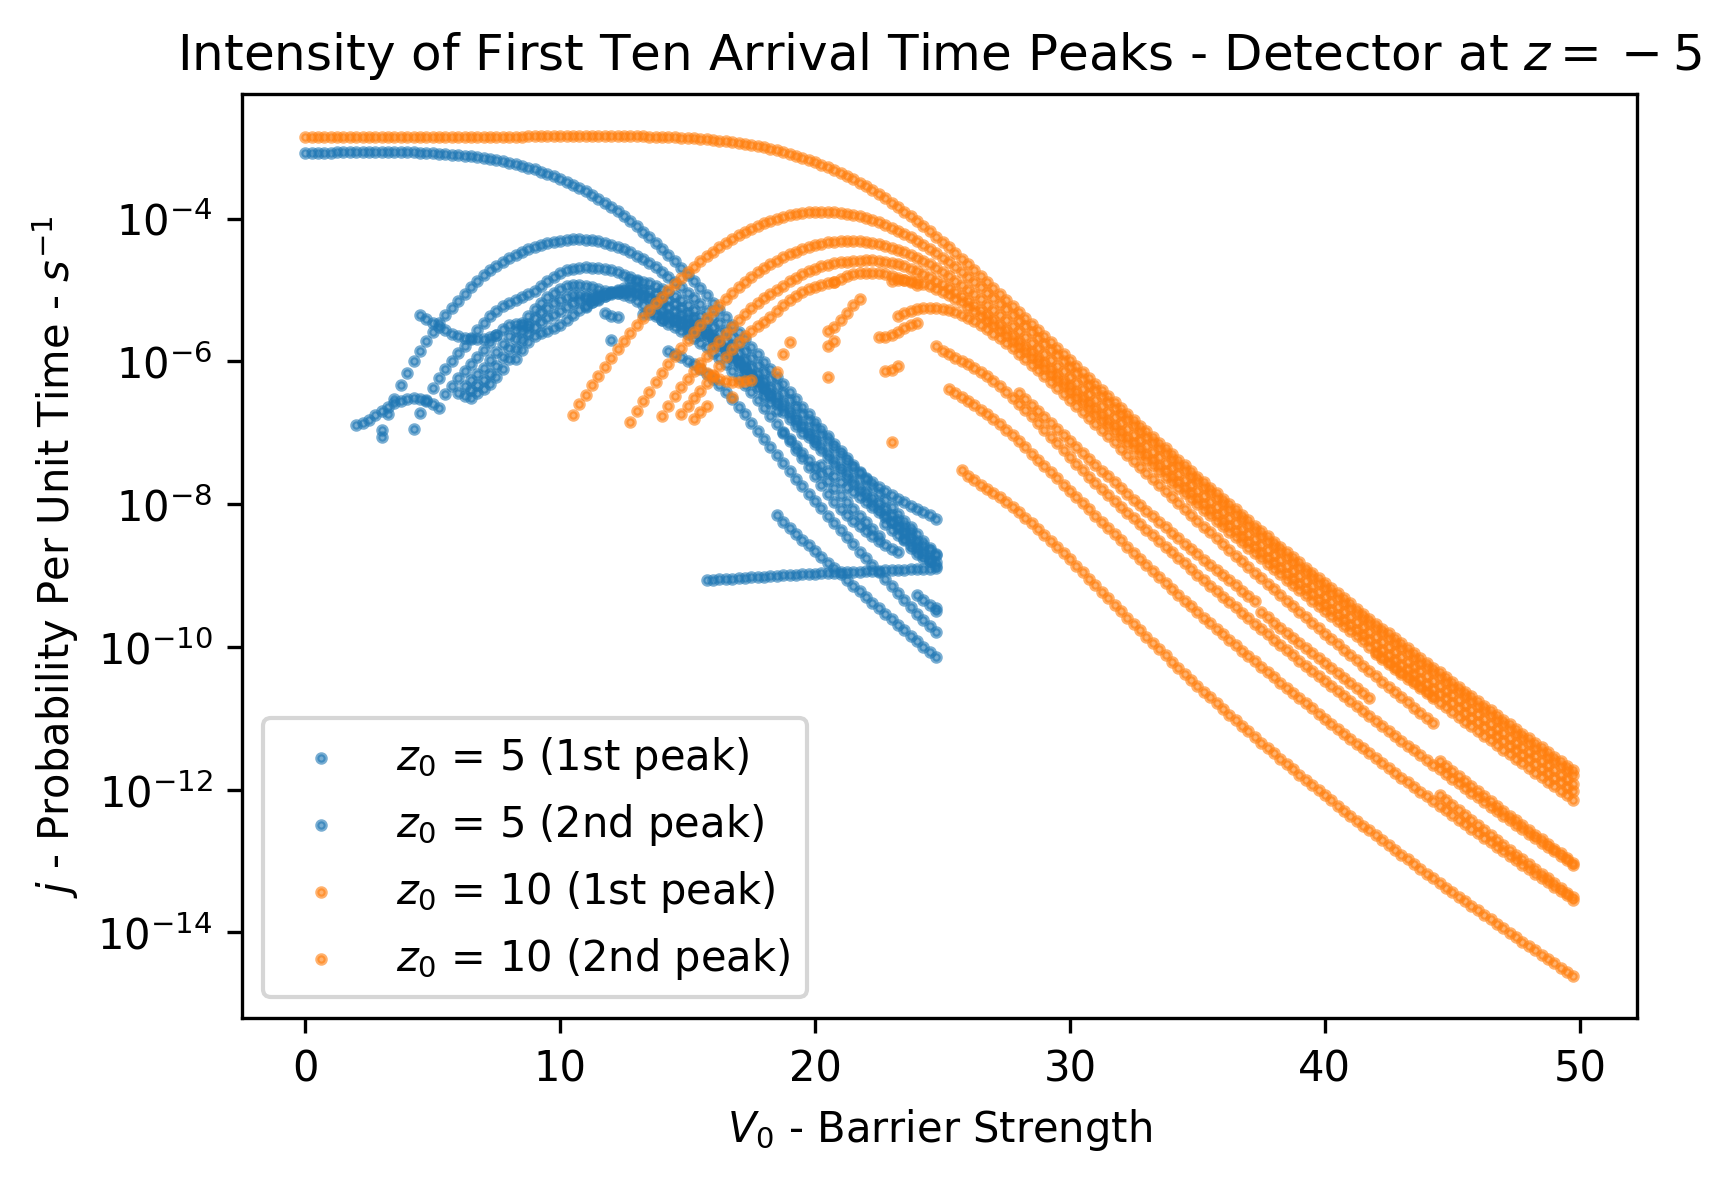 Intensity of First Ten Arrival Time Peaks - Detector at z = − 5
j - Probability Per Unit Time - s⁻¹
10⁻⁴
10⁻⁶
10⁻⁸
10⁻¹⁰
10⁻¹²
10⁻¹⁴
z₀ = 5 (1st peak)
z₀ = 5 (2nd peak)
z₀ = 10 (1st peak)
z₀ = 10 (2nd peak)
0 10 20 30 40 50
V₀ - Barrier Strength